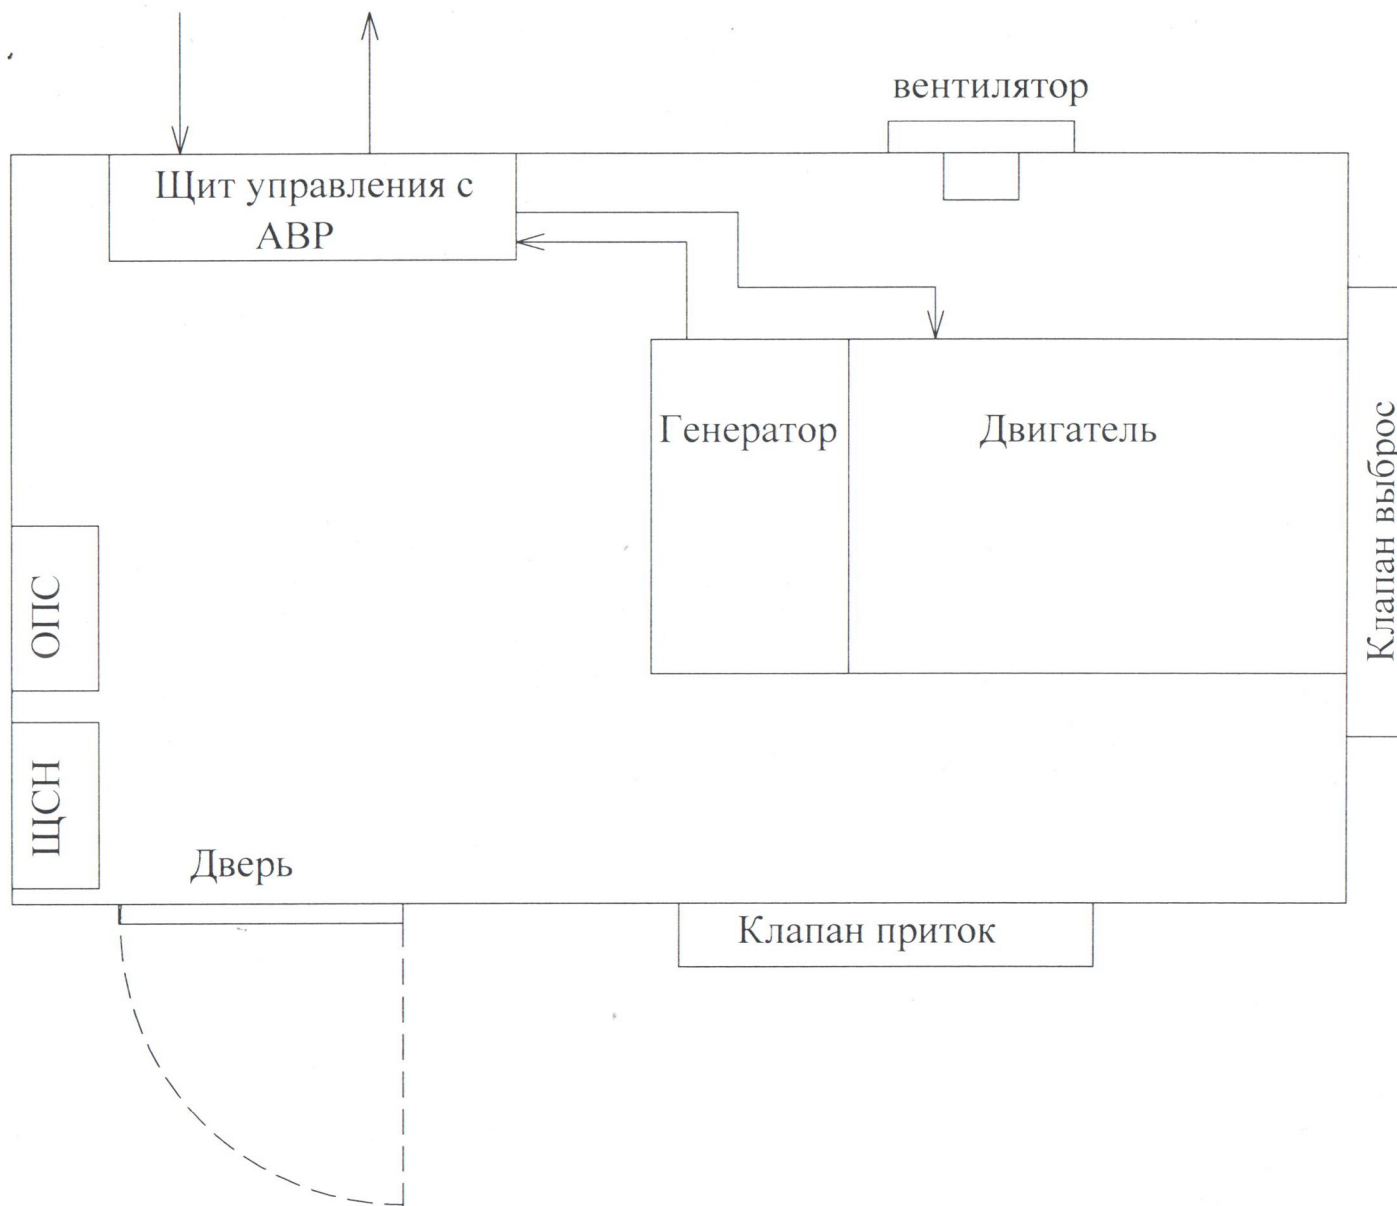 вентилятор
Щит управления с
АВР
Генератор
Двигатель
Клапан выброс
ОПС
ЩСН
Дверь
Клапан приток